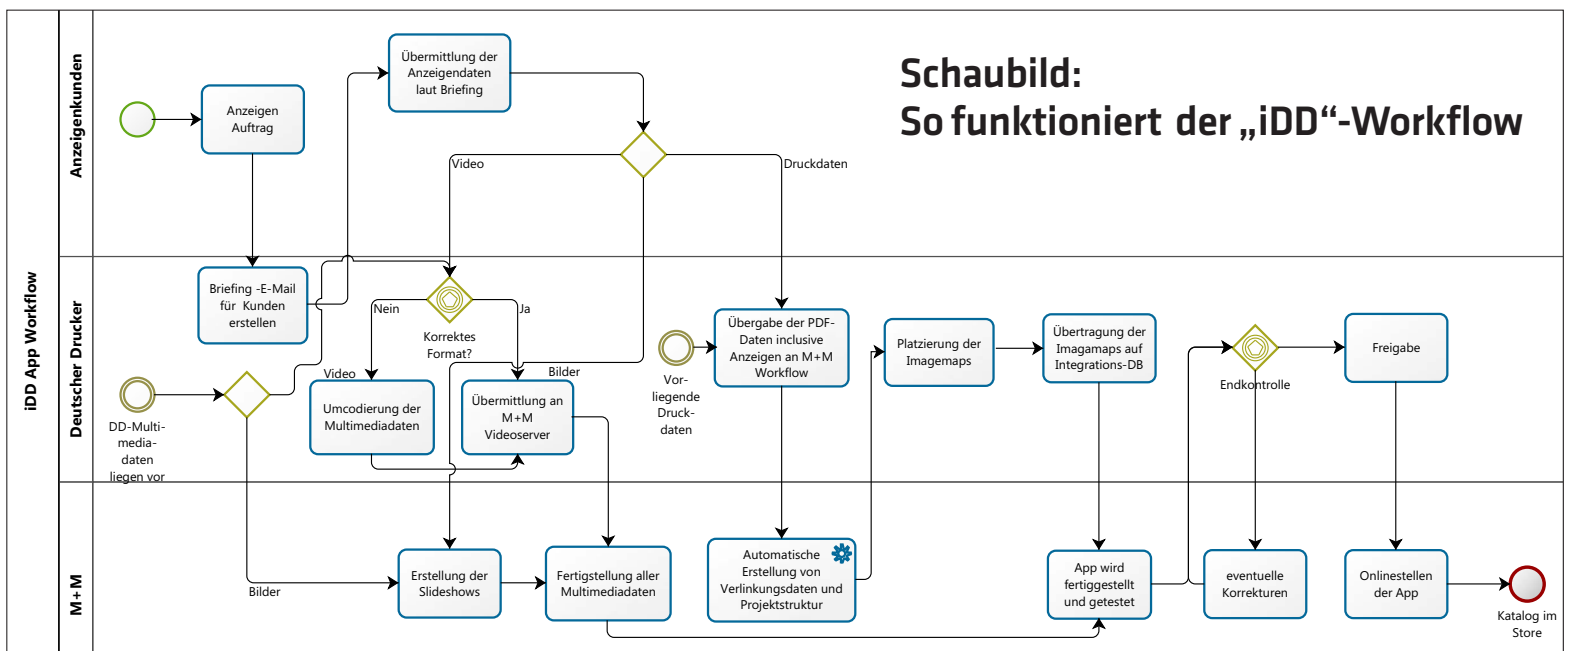 Schaubild:
So funktioniert der „iDD“-Workflow
iDD App Workflow
Anzeigenkunden
Anzeigen
Auftrag
Übermittlung der
Anzeigendaten
laut Briefing
Video
Druckdaten
Deutscher Drucker
Briefing -E-Mail
für Kunden
erstellen
Nein
Ja
Korrektes
Format?
Video
Bilder
DD-Multi-
media-
daten
liegen vor
Umcodierung der
Multimediadaten
Übermittlung an
M+M
Videoserver
Vor-
liegende
Druck-
daten
Übergabe der PDF-
Daten inclusive
Anzeigen an M+M
Workflow
Platzierung der
Imagemaps
Übertragung der
Imagamaps auf
Integrations-DB
Endkontrolle
Freigabe
M+M
Bilder
Erstellung der
Slideshows
Fertigstellung aller
Multimediadaten
Automatische
Erstellung von
Verlinkungsdaten und
Projektstruktur
App wird
fertiggestellt
und getestet
eventuelle
Korrekturen
Onlinestellen
der App
Katalog im
Store